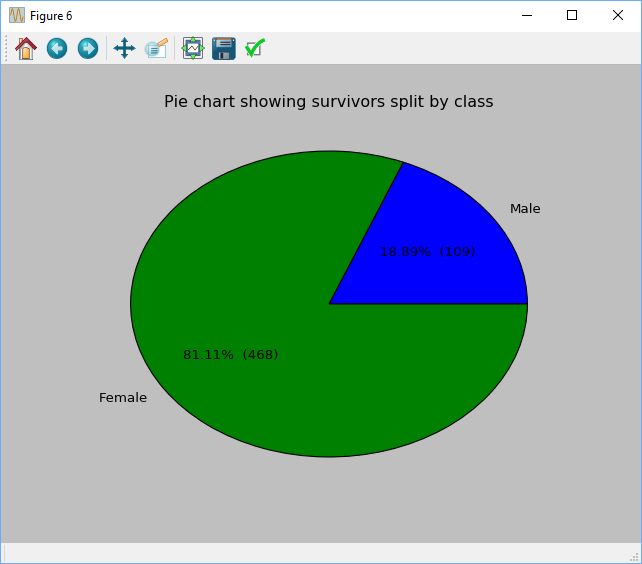 Figure 6
Pie chart showing survivors split by class
Male
18.89% (109)
81.11% (468)
Female